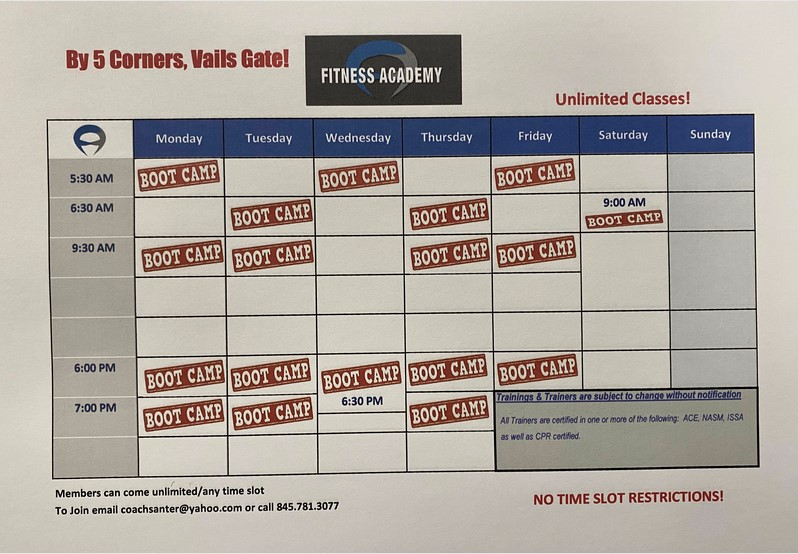 By 5 Corners, Vails Gate!
FITNESS ACADEMY
Unlimited Classes!
Monday Tuesday Wednesday Thursday Friday Saturday Sunday
5:30 AM BOOT CAMP BOOT CAMP BOOT CAMP
6:30 AM BOOT CAMP BOOT CAMP 9:00 AM BOOT CAMP
9:30 AM BOOT CAMP BOOT CAMP BOOT CAMP BOOT CAMP
6:00 PM BOOT CAMP BOOT CAMP BOOT CAMP 6:30 PM BOOT CAMP BOOT CAMP
7:00 PM BOOT CAMP BOOT CAMP BOOT CAMP
Trainings & Trainers are subject to change without notification
All Trainers are certified in one or more of the following: ACE, NASM, ISSA
as well as CPR certified.
Members can come unlimited/any time slot
To Join email coachsanter@yahoo.com or call 845.781.3077
NO TIME SLOT RESTRICTIONS!